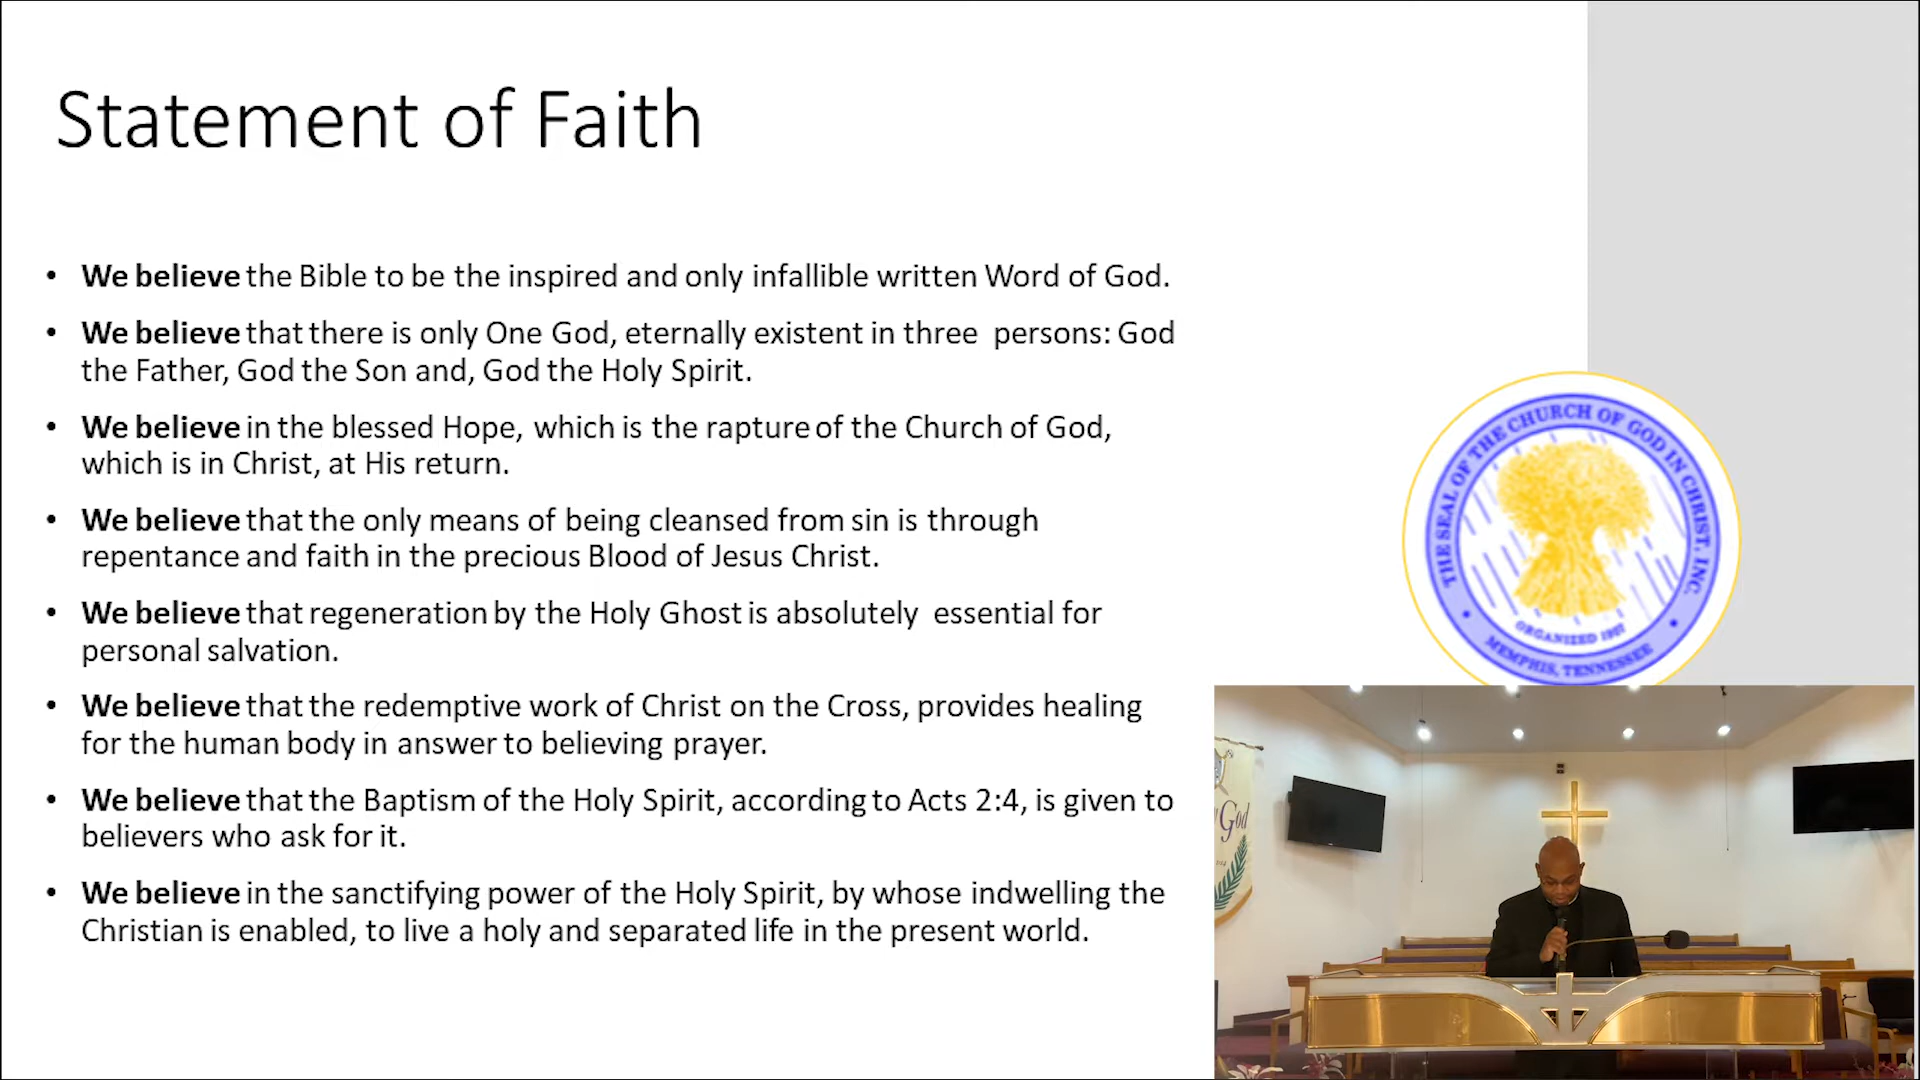 Statement of Faith
• We believe the Bible to be the inspired and only infallible written Word of God.
• We believe that there is only One God, eternally existent in three persons: God
the Father, God the Son and, God the Holy Spirit.
• We believe in the blessed Hope, which is the rapture of the Church of God,
which is in Christ, at His return.
• We believe that the only means of being cleansed from sin is through
repentance and faith in the precious Blood of Jesus Christ.
• We believe that regeneration by the Holy Ghost is absolutely essential for
personal salvation.
• We believe that the redemptive work of Christ on the Cross, provides healing
for the human body in answer to believing prayer.
• We believe that the Baptism of the Holy Spirit, according to Acts 2:4, is given to
believers who ask for it.
• We believe in the sanctifying power of the Holy Spirit, by whose indwelling the
Christian is enabled, to live a holy and separated life in the present world.
THE SEAL OF THE CHURCH OF GOD IN CHRIST, INC.
ORGANIZED 1907
MEMPHIS, TENNESSEE
God